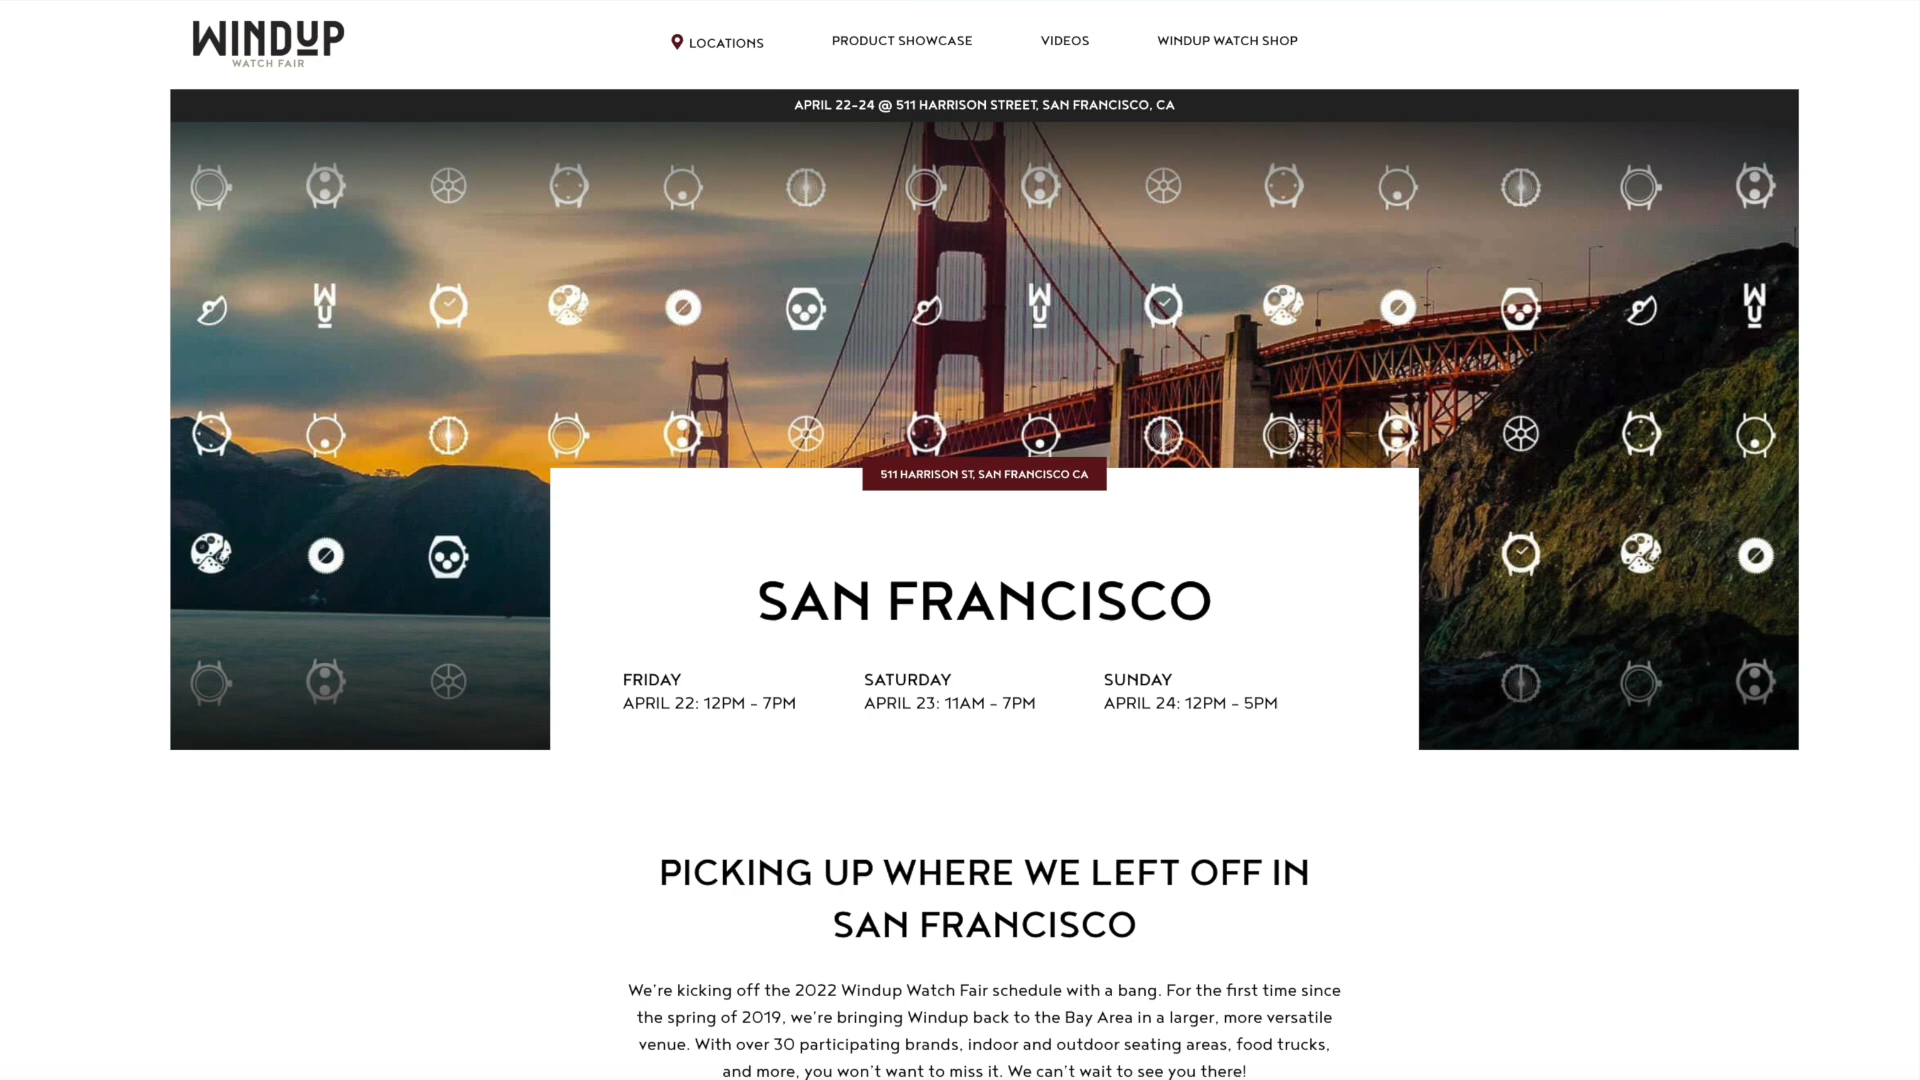 WINDUP
WATCH FAIR
LOCATIONS
PRODUCT SHOWCASE
VIDEOS
WINDUP WATCH SHOP
APRIL 22-24 @ 511 HARRISON STREET, SAN FRANCISCO, CA
511 HARRISON ST, SAN FRANCISCO CA
SAN FRANCISCO
FRIDAY
APRIL 22: 12PM - 7PM
SATURDAY
APRIL 23: 11AM - 7PM
SUNDAY
APRIL 24: 12PM - 5PM
PICKING UP WHERE WE LEFT OFF IN
SAN FRANCISCO
We're kicking off the 2022 Windup Watch Fair schedule with a bang. For the first time since
the spring of 2019, we're bringing Windup back to the Bay Area in a larger, more versatile
venue. With over 30 participating brands, indoor and outdoor seating areas, food trucks,
and more, you won't want to miss it. We can't wait to see you there!